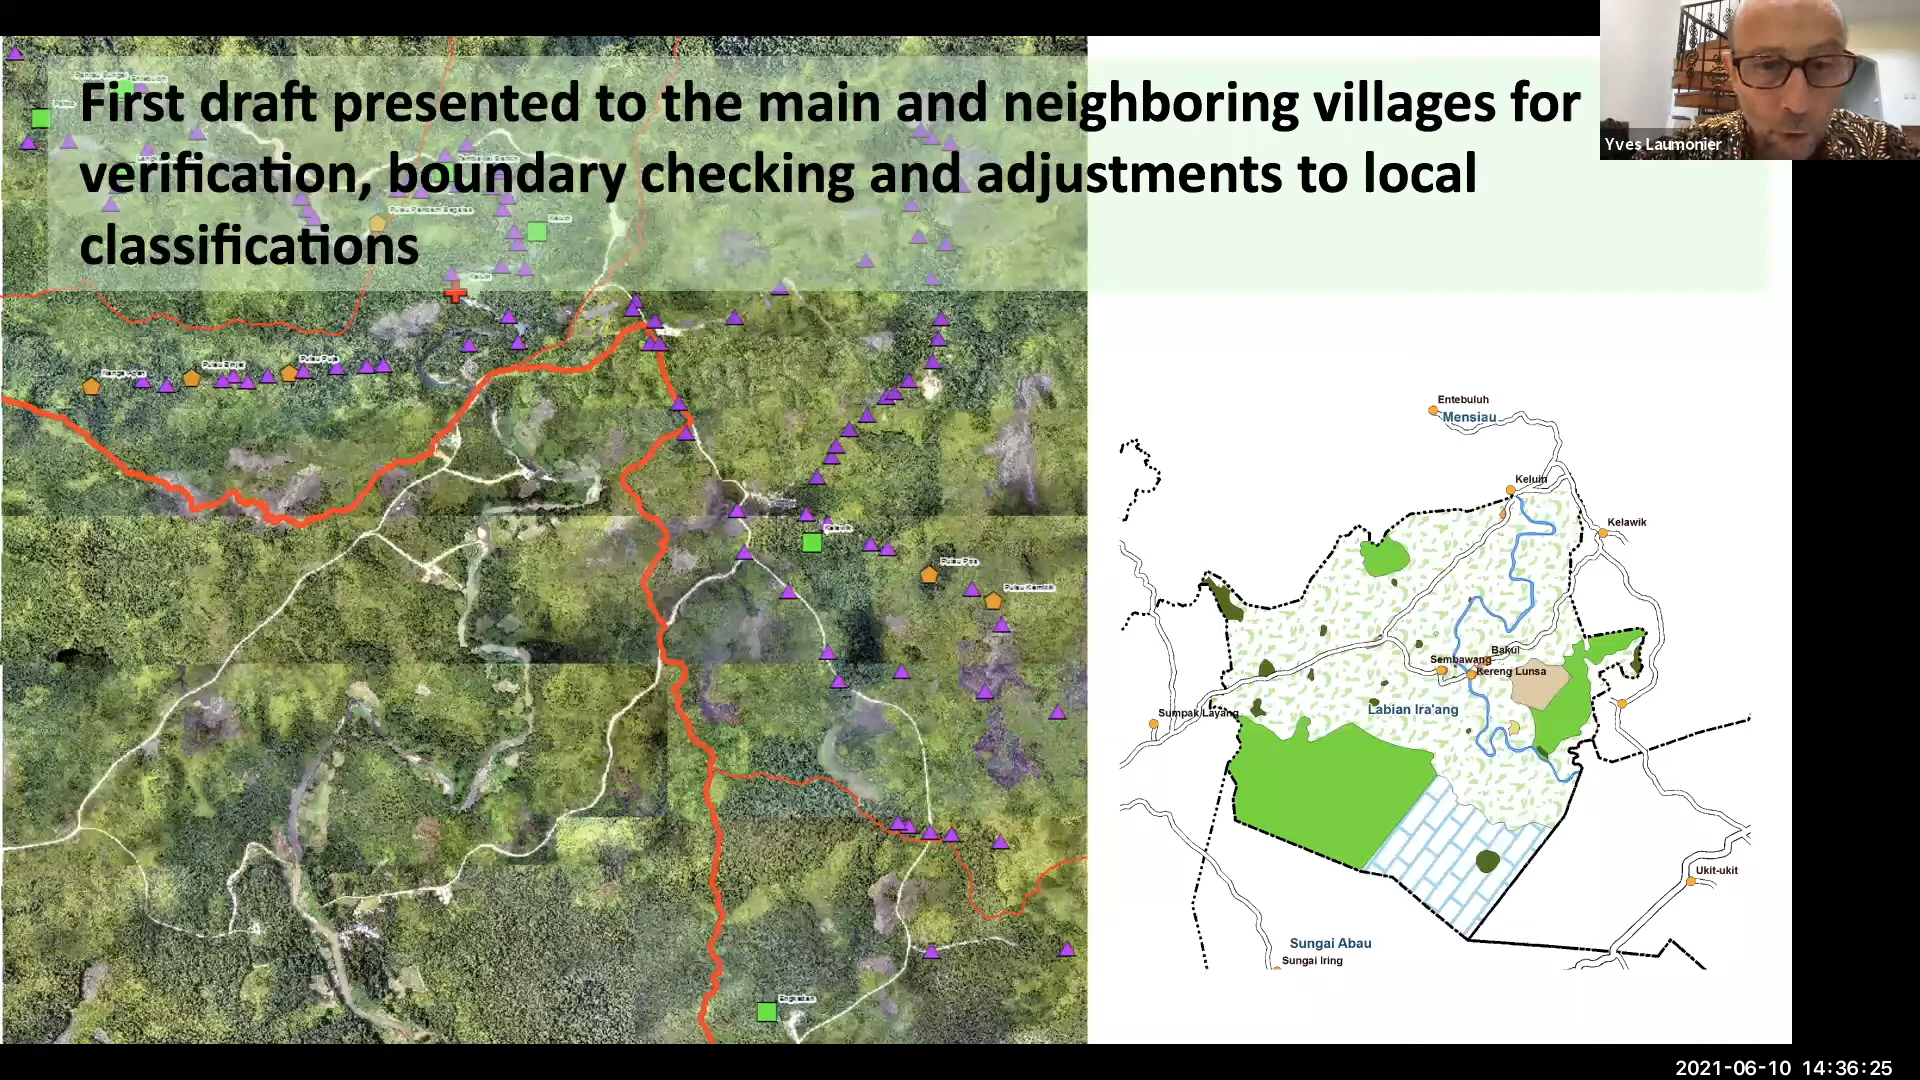 First draft presented to the main and neighboring villages for
verification, boundary checking and adjustments to local
classifications
Yves Laumonier
Entebuluh
Mensiau
Keluin
Kelawik
Bakul
Sembawang
Kereng Lunsa
Labian Ira'ang
Sumpak Layang
Ukit-ukit
Sungai Abau
Sungai Iring
2021-06-10 14:36:25